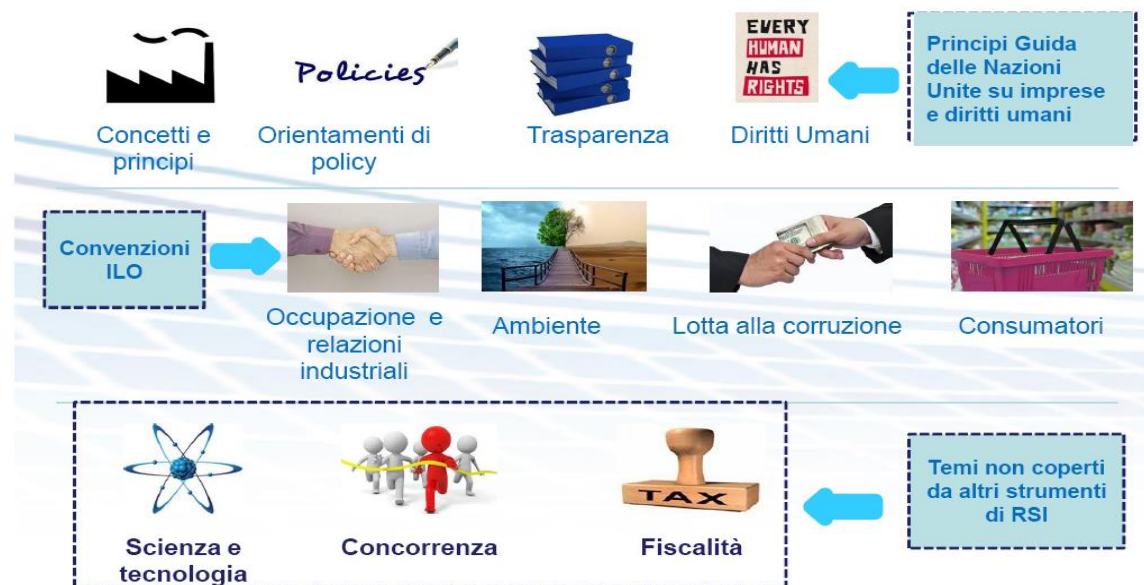 Policies
EVERY
HUMAN
HAS
RIGHTS
Principi Guida
delle Nazioni
Unite su imprese
e diritti umani
Concetti e
principi
Orientamenti di
policy
Trasparenza
Diritti Umani
Convenzioni
ILO
Occupazione e
relazioni
industriali
Ambiente
Lotta alla corruzione
Consumatori
TAX
Temi non coperti
da altri strumenti
di RSI
Scienza e
tecnologia
Concorrenza
Fiscalità